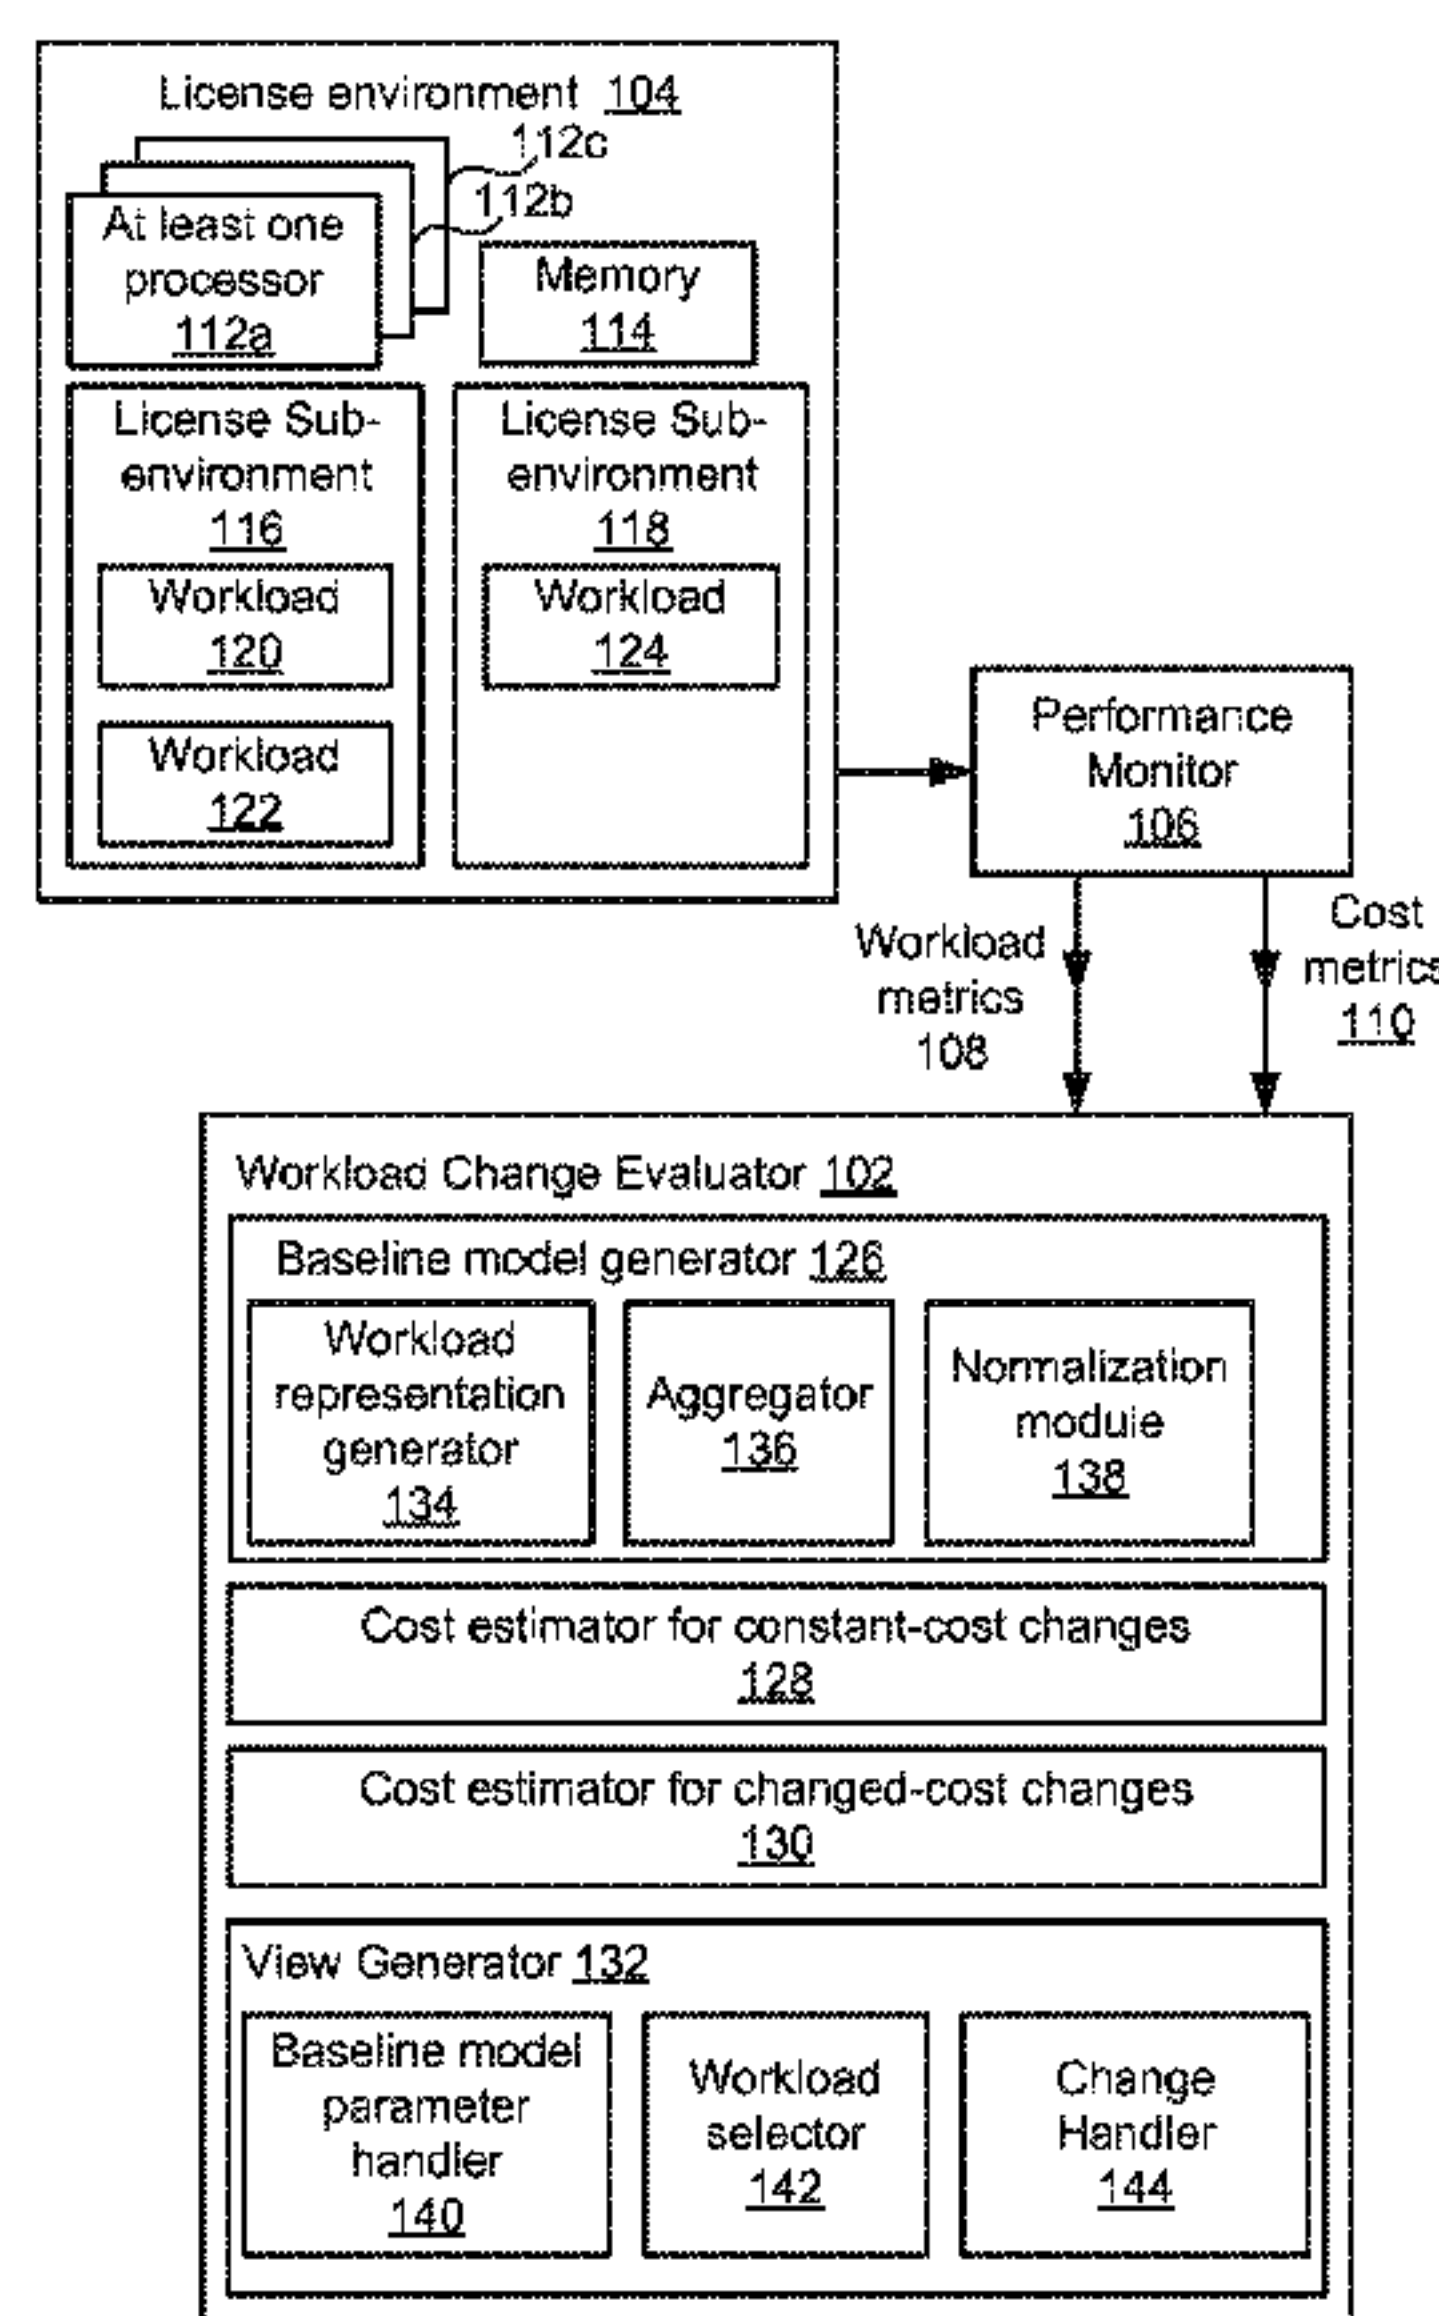 License environment 104
112c
112b
At least one
processor
112a
Memory
114
License Sub-
environment
116
Workload
120
Workload
122
License Sub-
environment
118
Workload
124
Performance
Monitor
106
Workload
metrics
108
Cost
metrics
110
Workload Change Evaluator 102
Baseline model generator 126
Workload
representation
generator
134
Aggregator
136
Normalization
module
138
Cost estimator for constant-cost changes
128
Cost estimator for changed-cost changes
130
View Generator 132
Baseline model
parameter
handler
140
Workload
selector
142
Change
Handler
144